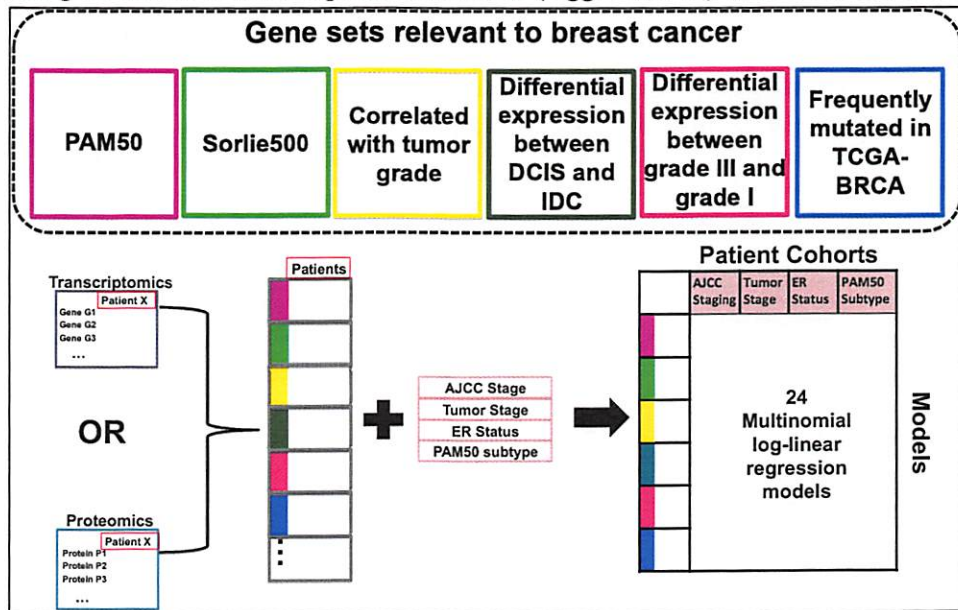 Gene sets relevant to breast cancer
PAM50
Sorlie500
Correlated
with tumor
grade
Differential
expression
between
DCIS and
IDC
Differential
expression
between
grade III and
grade I
Frequently
mutated in
TCGA-
BRCA
Transcriptomics
Patient X
Gene G1
Gene G2
Gene G3
...
OR
Proteomics
Patient X
Protein P1
Protein P2
Protein P3
...
Patients
AJCC Stage
Tumor Stage
ER Status
PAM50 subtype
Patient Cohorts
AJCC
Staging
Tumor
Stage
ER
Status
PAM50
Subtype
24
Multinomial
log-linear
regression
models
Models